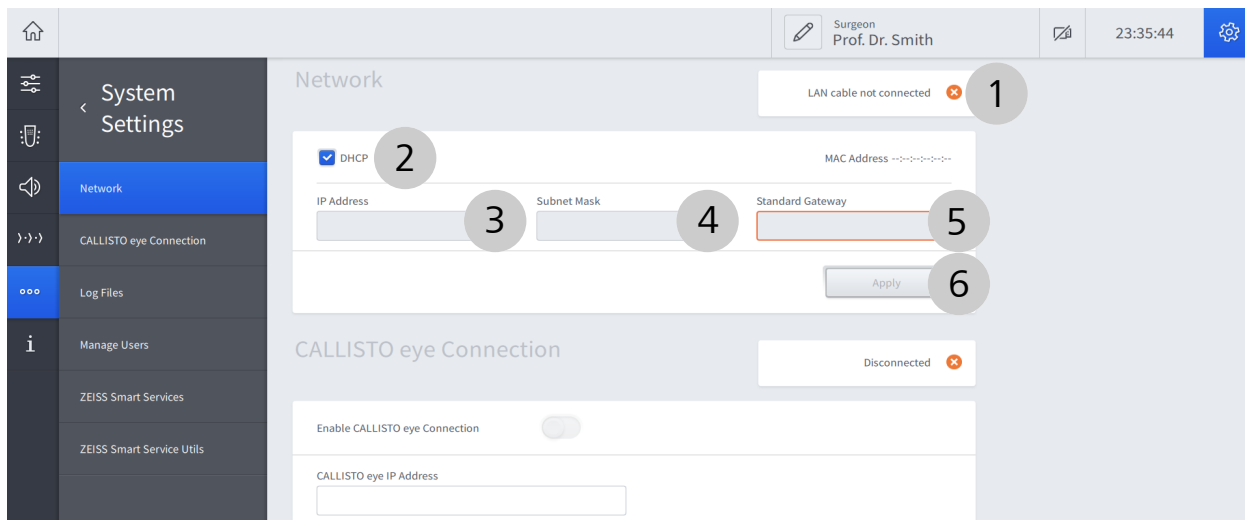 Surgeon
Prof. Dr. Smith
23:35:44
System
Settings
Network
CALLISTO eye Connection
Log Files
Manage Users
ZEISS Smart Services
ZEISS Smart Service Utils
i
Network
LAN cable not connected
1
DHCP
2
MAC Address --:--:--:--:--:--
IP Address
3
Subnet Mask
4
Standard Gateway
5
Apply
6
CALLISTO eye Connection
Disconnected
Enable CALLISTO eye Connection
CALLISTO eye IP Address